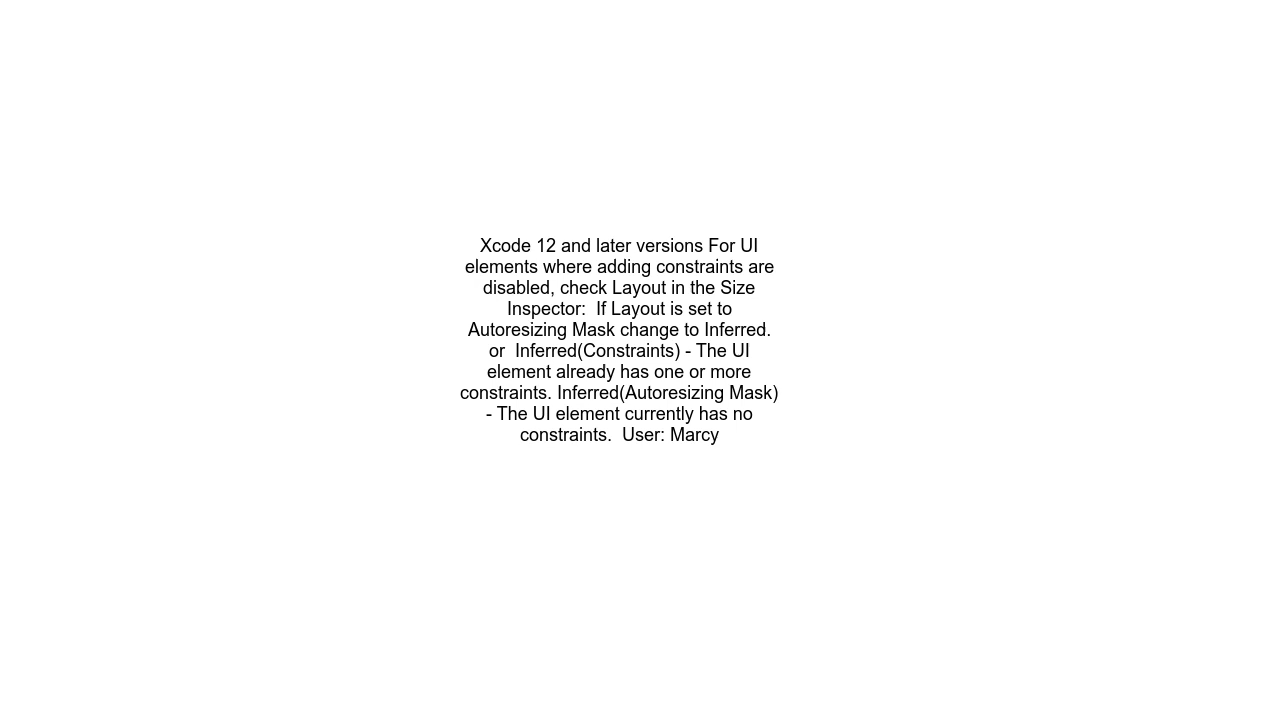 Xcode 12 and later versions For UI
elements where adding constraints are
disabled, check Layout in the Size
Inspector:  If Layout is set to
Autoresizing Mask change to Inferred.
or  Inferred(Constraints) - The UI
element already has one or more
constraints. Inferred(Autoresizing Mask)
- The UI element currently has no
constraints.  User: Marcy